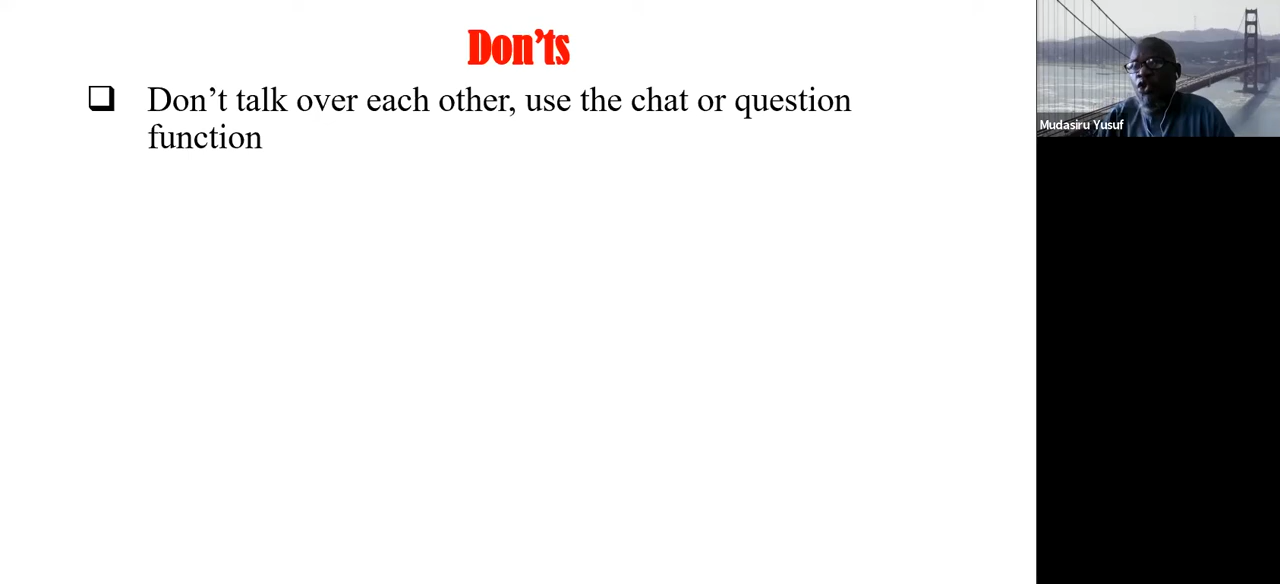 Don’ts
Don’t talk over each other, use the chat or question
function
Mudasiru Yusuf